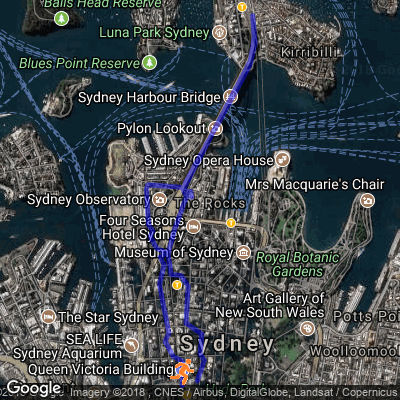 Balls Head Reserve
Luna Park Sydney
Kirribilli
Blues Point Reserve
Sydney Harbour Bridge
Pylon Lookout
Sydney Opera House
Mrs Macquarie's Chair
Sydney Observatory
The Rocks
Four Seasons
Hotel Sydney
Museum of Sydney
Royal Botanic
Gardens
The Star Sydney
Art Gallery of
New South Wales
Potts Poi
SEA LIFE
Sydney Aquarium
Sydney
Woolloomool
Queen Victoria Building
Google
Imagery ©2018 , CNES / Airbus, DigitalGlobe, Landsat / Copernicus